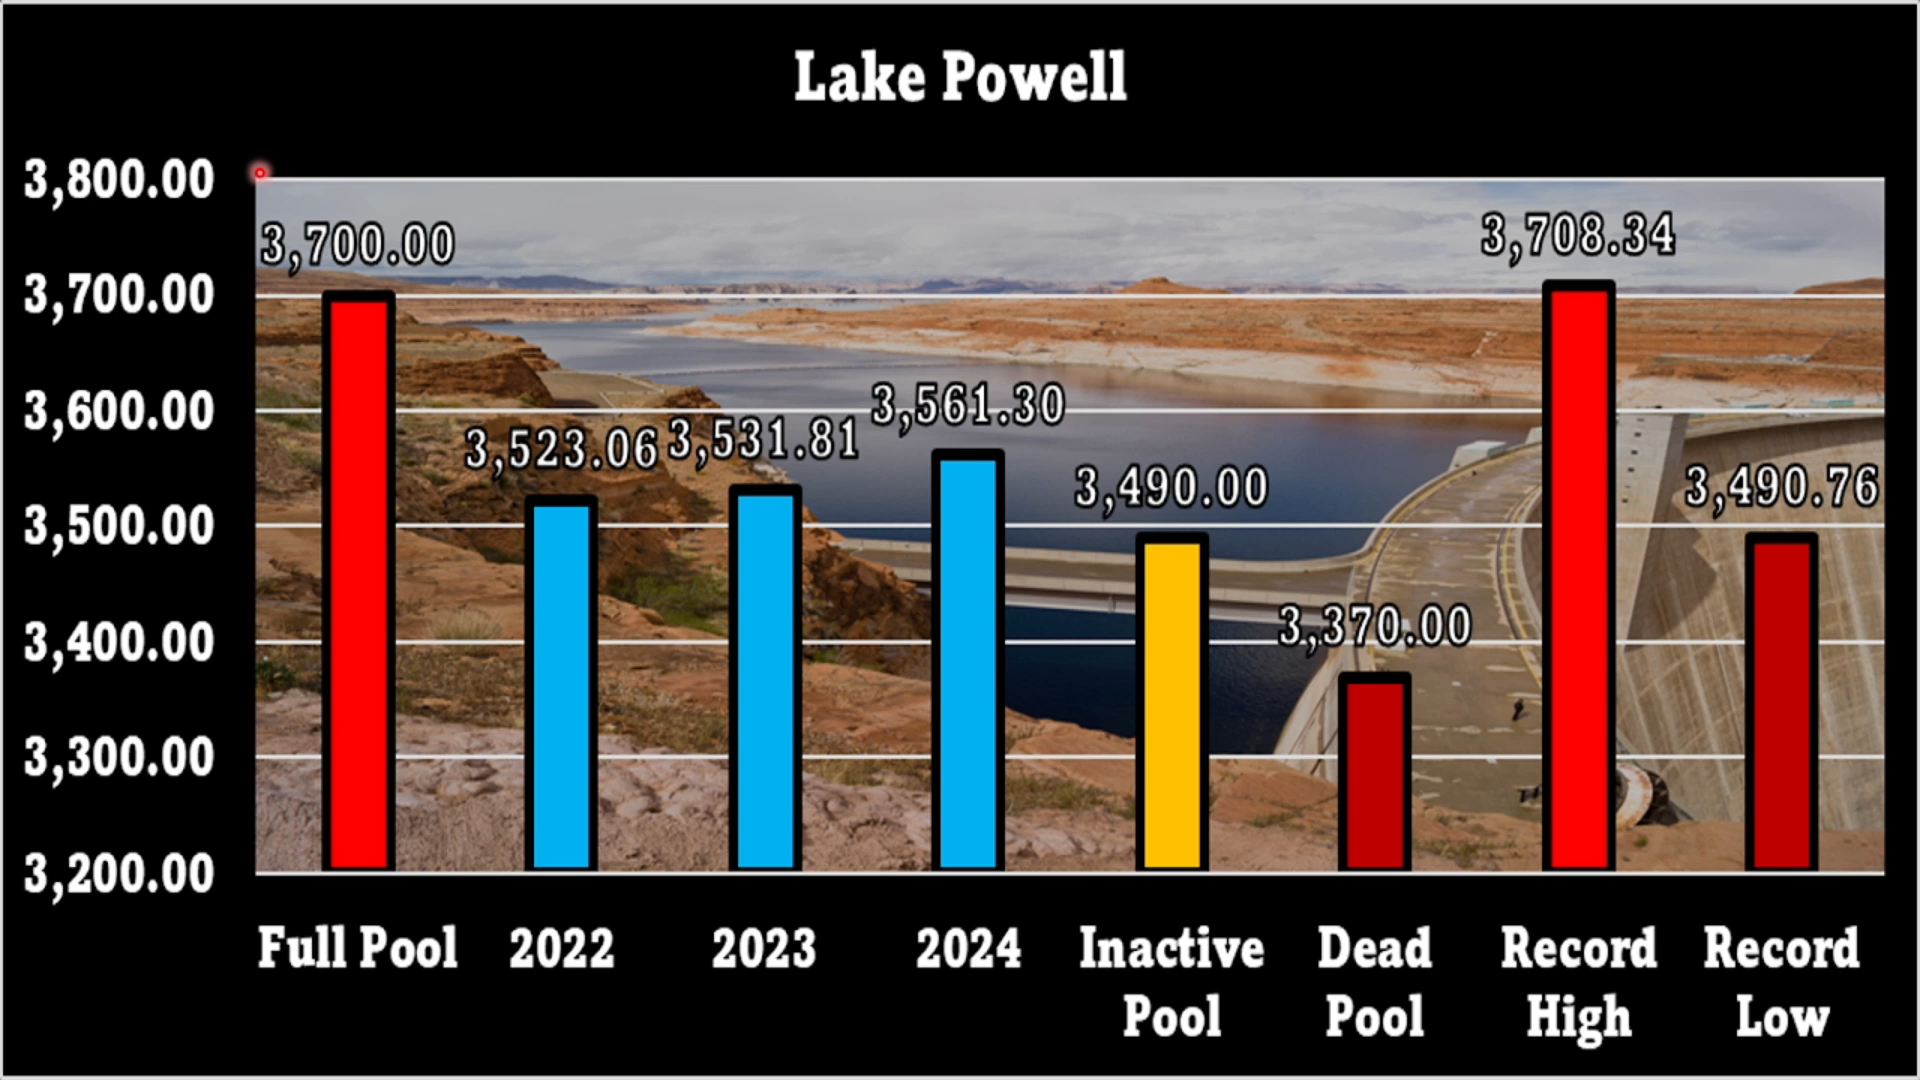 Lake Powell
3,800.00
3,700.00
3,600.00
3,500.00
3,400.00
3,300.00
3,200.00
3,700.00
3,523.06
3,531.81
3,561.30
3,490.00
3,370.00
3,708.34
3,490.76
Full Pool
2022
2023
2024
Inactive
Pool
Dead
Pool
Record
High
Record
Low